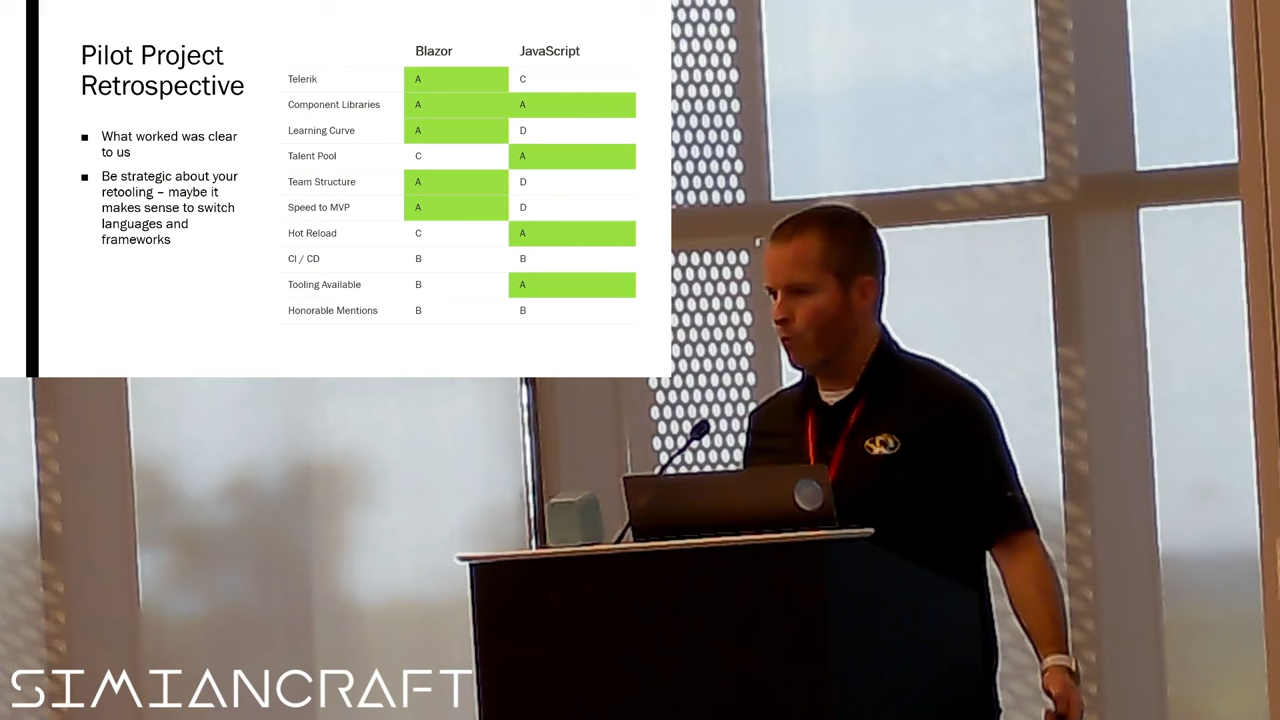 Pilot Project
Retrospective
■ What worked was clear
to us
■ Be strategic about your
retooling – maybe it
makes sense to switch
languages and
frameworks
Blazor JavaScript
Telerik A C
Component Libraries A A
Learning Curve A D
Talent Pool C A
Team Structure A D
Speed to MVP A D
Hot Reload C A
CI / CD B B
Tooling Available B A
Honorable Mentions B B
SIMIANCRAFT